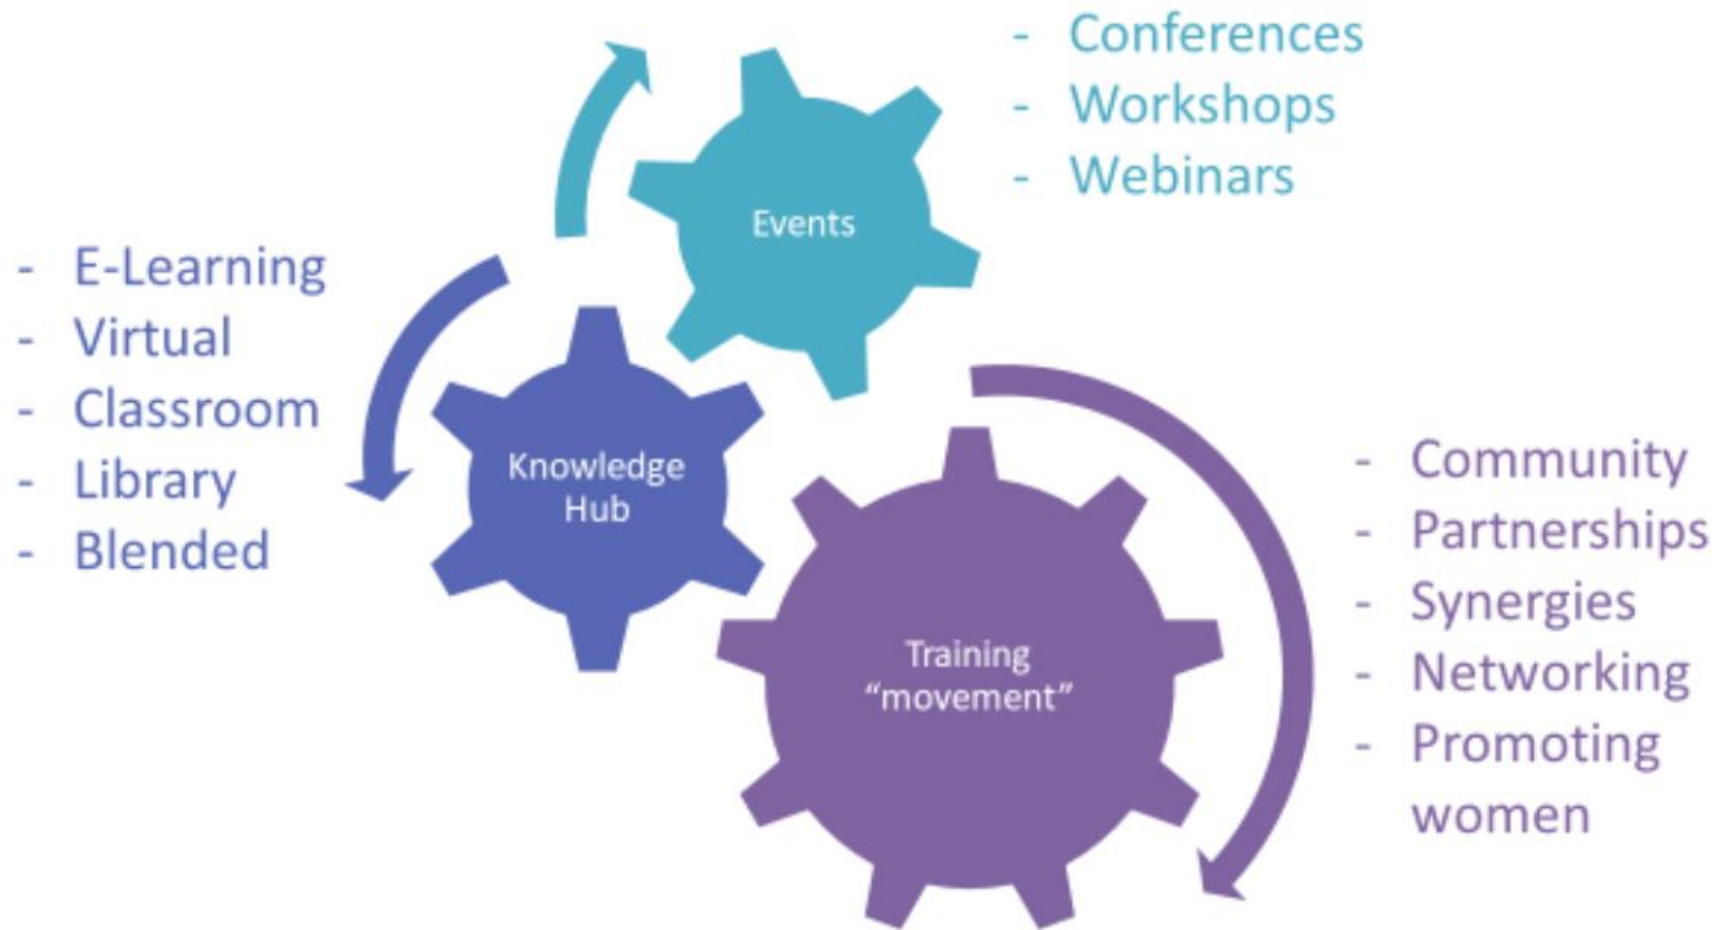 - Conferences
- Workshops
- Webinars
Events
- E-Learning
- Virtual
- Classroom
- Library
- Blended
Knowledge
Hub
Training
“movement”
- Community
- Partnerships
- Synergies
- Networking
- Promoting
women